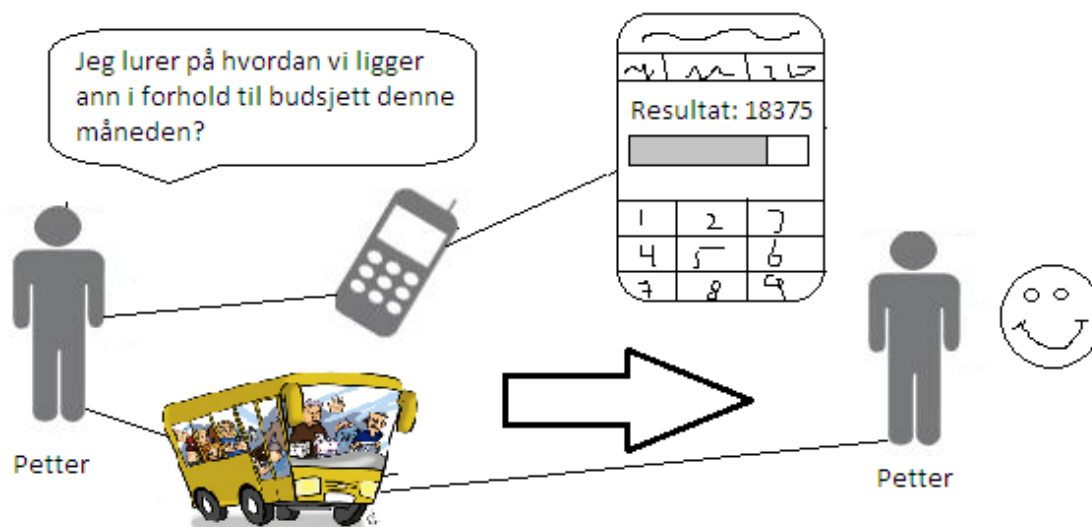 Jeg lurer på hvordan vi ligger
ann i forhold til budsjett denne
måneden?
Resultat: 18375
1 2 3
4 5 6
7 8 9
Petter
Petter